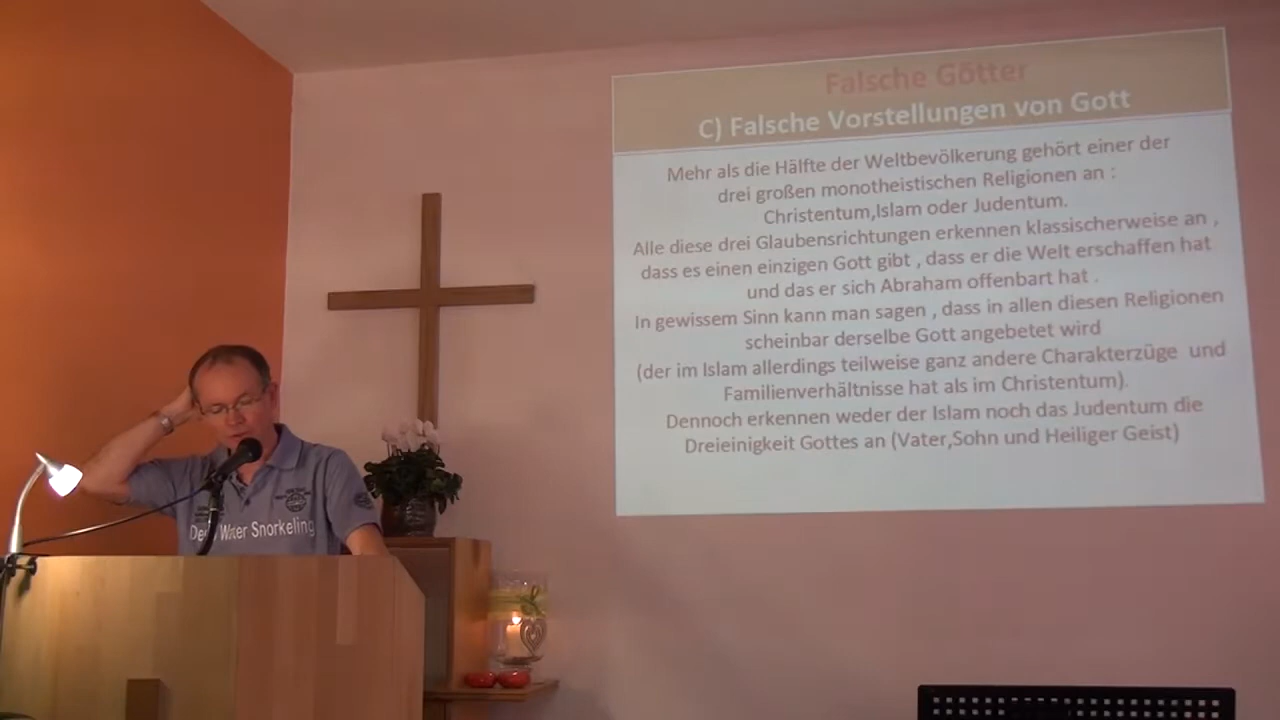 Falsche Götter
C) Falsche Vorstellungen von Gott
Mehr als die Hälfte der Weltbevölkerung gehört einer der
drei großen monotheistischen Religionen an :
Christentum,Islam oder Judentum.
Alle diese drei Glaubensrichtungen erkennen klassischerweise an ,
dass es einen einzigen Gott gibt , dass er die Welt erschaffen hat
und das er sich Abraham offenbart hat .
In gewissem Sinn kann man sagen , dass in allen diesen Religionen
scheinbar derselbe Gott angebetet wird
(der im Islam allerdings teilweise ganz andere Charakterzüge und
Familienverhältnisse hat als im Christentum).
Dennoch erkennen weder der Islam noch das Judentum die
Dreieinigkeit Gottes an (Vater,Sohn und Heiliger Geist)
Water Snorkeling